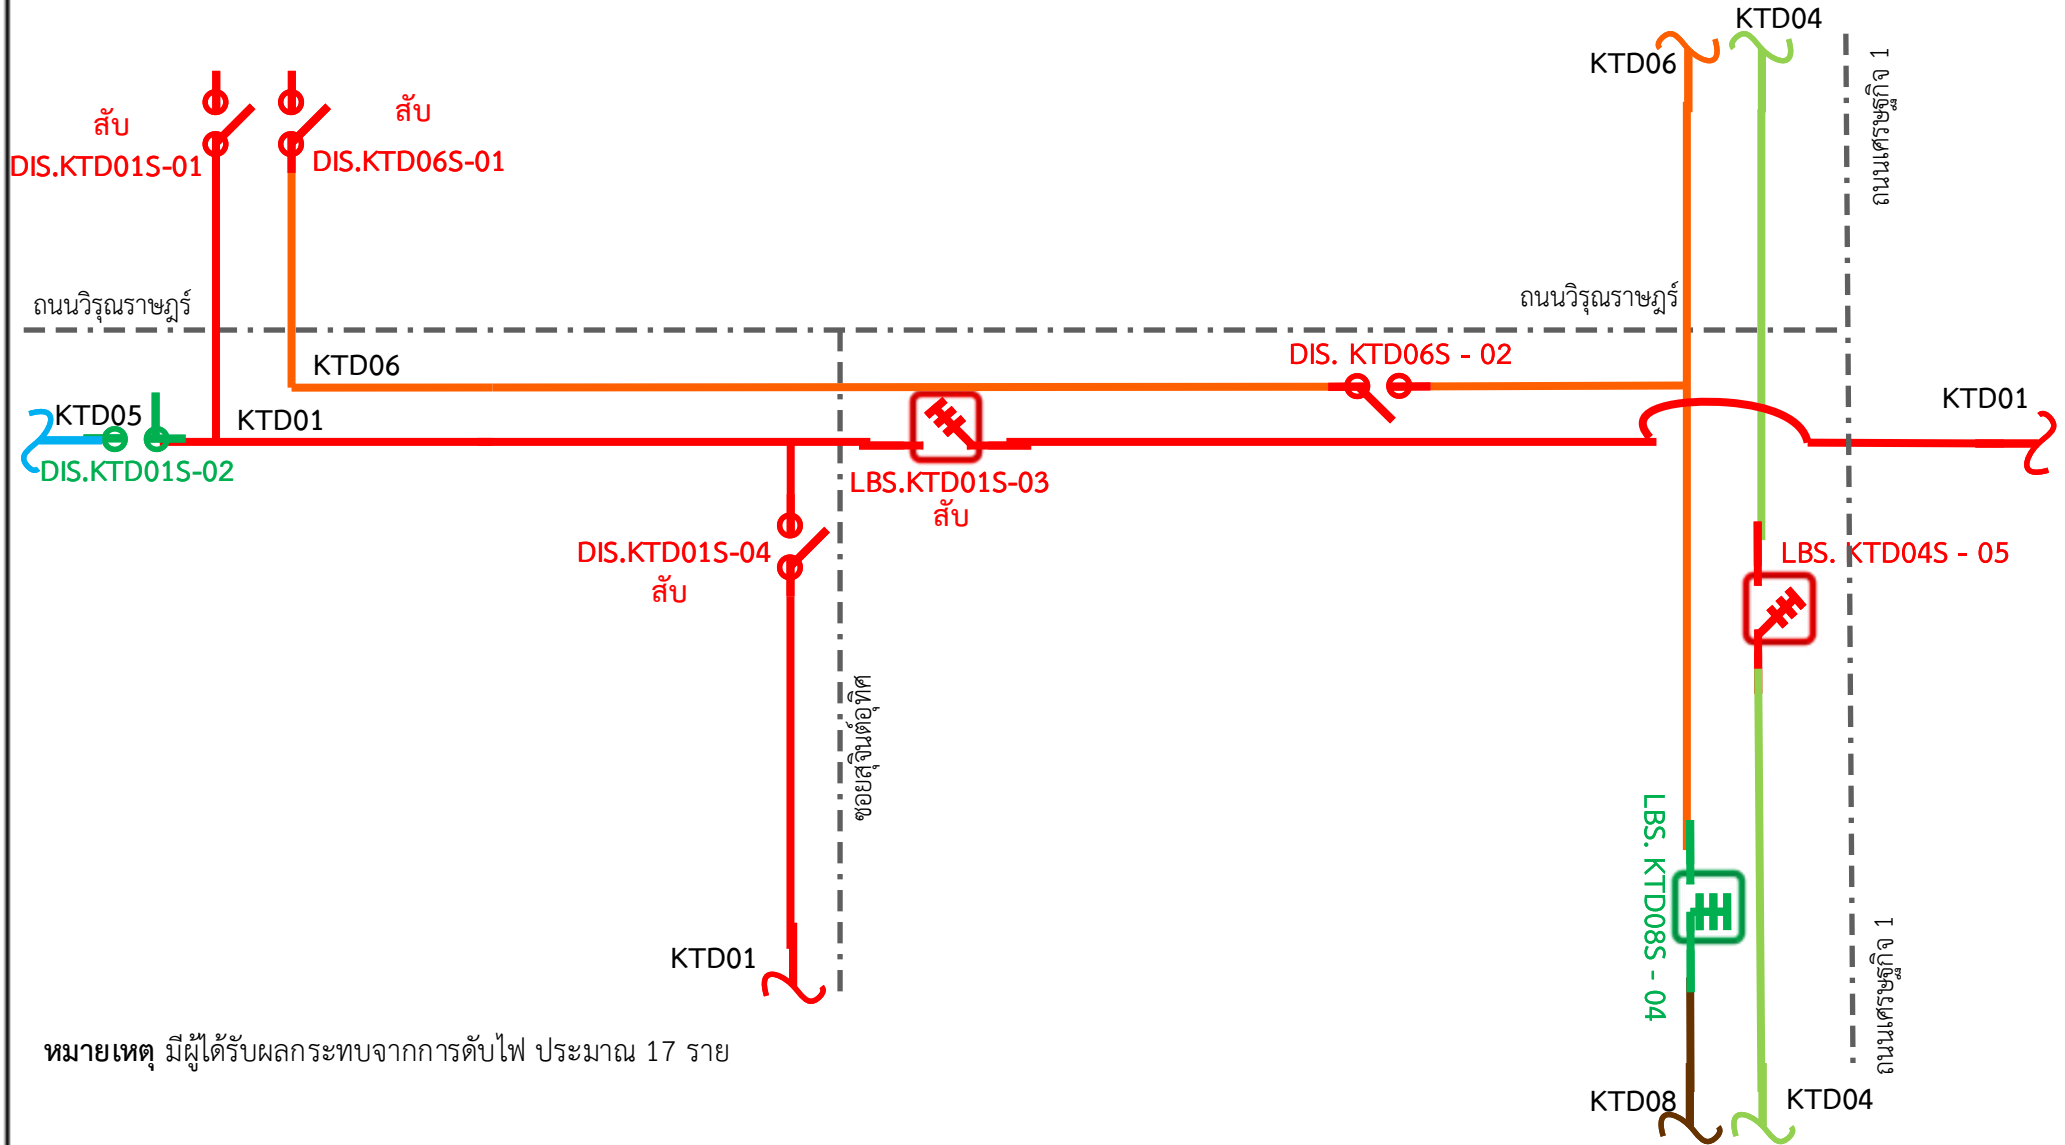 KTD04
KTD06
ถนนเศรษฐกิจ 1
สับ
DIS.KTD01S-01
สับ
DIS.KTD06S-01
ถนนวิรุณราษฎร์
ถนนวิรุณราษฎร์
DIS. KTD06S - 02
KTD06
KTD05
KTD01
KTD01
DIS.KTD01S-02
LBS.KTD01S-03
สับ
DIS.KTD01S-04
สับ
LBS. KTD04S - 05
ซอยสุจินต์อุทิศ
LBS. KTD08S - 04
KTD01
ถนนเศรษฐกิจ 1
หมายเหตุ มีผู้ได้รับผลกระทบจากการดับไฟ ประมาณ 17 ราย
KTD08
KTD04